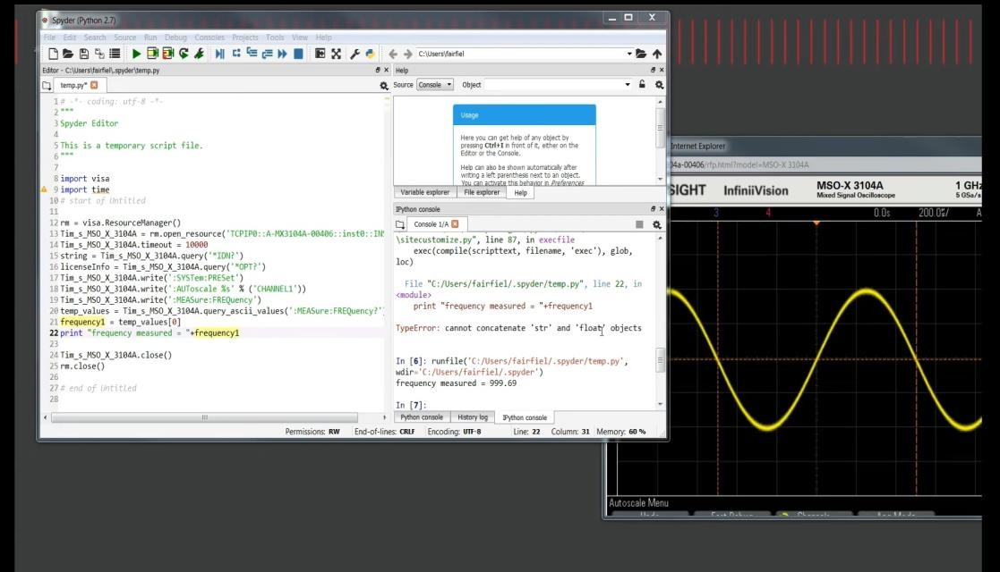 Spyder (Python 2.7)
File Edit Search Source Run Debug Consoles Projects Tools View Help
C:\Users\fairfiel
Editor - C:\Users\fairfiel\.spyder\temp.py
temp.py*
1 # -*- coding: utf-8 -*-
2 """
3 Spyder Editor
4
5 This is a temporary script file.
6 """
7
8 import visa
9 import time
10 # start of Untitled
11
12 rm = visa.ResourceManager()
13 Tim_s_MSO_X_3104A = rm.open_resource('TCPIP0::A-MX3104A-00406::inst0::IN
14 Tim_s_MSO_X_3104A.timeout = 10000
15 string = Tim_s_MSO_X_3104A.query('*IDN?')
16 licenseInfo = Tim_s_MSO_X_3104A.query('*OPT?')
17 Tim_s_MSO_X_3104A.write(':SYSTem:PRESet')
18 Tim_s_MSO_X_3104A.write(':AUToscale %s' % ('CHANNEL1'))
19 Tim_s_MSO_X_3104A.write(':MEASure:FREQuency')
20 temp_values = Tim_s_MSO_X_3104A.query_ascii_values(':MEASure:FREQuency?'
21 frequency1 = temp_values[0]
22 print "frequency measured = "+frequency1
23
24 Tim_s_MSO_X_3104A.close()
25 rm.close()
26
27 # end of Untitled
28
Help
Source Console Object
Usage
Here you can get help of any object by
pressing Ctrl+I in front of it, either on the
Editor or the Console.
Help can also be shown automatically after
writing a left parenthesis next to an object.
You can activate this behavior in Preferences
Variable explorer File explorer Help
IPython console
Console 1/A
\sitecustomize.py", line 87, in execfile
exec(compile(scripttext, filename, 'exec'), glob,
loc)
File "C:/Users/fairfiel/.spyder/temp.py", line 22, in
<module>
print "frequency measured = "+frequency1
TypeError: cannot concatenate 'str' and 'float' objects
In [6]: runfile('C:/Users/fairfiel/.spyder/temp.py',
wdir='C:/Users/fairfiel/.spyder')
frequency measured = 999.69
In [7]:
Python console History log IPython console
Permissions: RW End-of-lines: CRLF Encoding: UTF-8 Line: 22 Column: 31 Memory: 60 %
Internet Explorer
04a-00406/rfp.html?model=MSO-X 3104A
SIGHT InfiniiVision MSO-X 3104A 1 GHz
Mixed Signal Oscilloscope 5 GSa/s
3 4 0.0s 200.0%/ A
Autoscale Menu